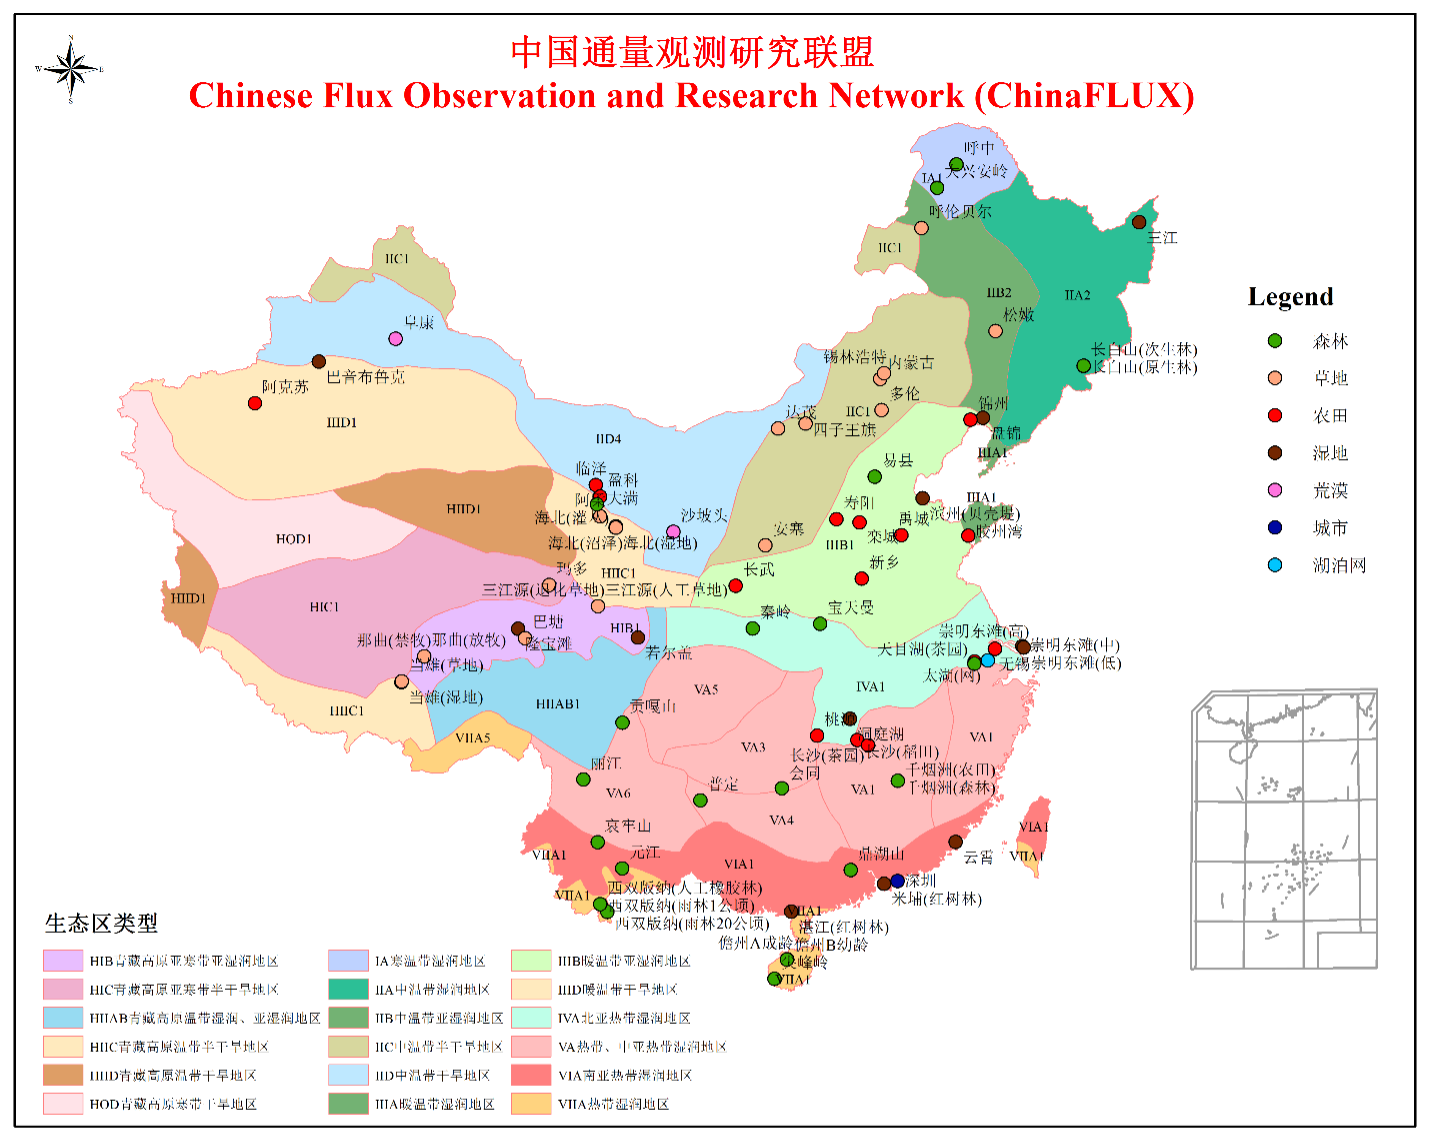 中国通量观测研究联盟
Chinese Flux Observation and Research Network (ChinaFLUX)
N
W
E
S
呼中
IA1
大兴安岭
呼伦贝尔
三江
IIC1
IIC1
IIB2
IIA2
松嫩
阜康
长白山(次生林)
长白山(原生林)
锡林浩特
内蒙古
巴音布鲁克
阿克苏
多伦
IIC1
锦州
盘锦
达茂
四子王旗
IIID1
IID4
IIIA1
易县
临泽
盈科
大满
IIIA1
寿阳
滨州(贝壳堤)
禹城
HIID1
海北(灌
沙坡头
安塞
栾城
胶州湾
HOD1
海北(沼泽)
海北(湿地)
IIIB1
新乡
玛多
HIIC1
长武
三江源(退化草地)
三江源(人工草地)
HIID1
HIC1
秦岭
宝天曼
巴塘
HIB1
崇明东滩(高)
那曲(禁牧)
那曲(放牧)
隆宝滩
若尔盖
天目湖(茶园)
崇明东滩(中)
当雄(草地)
无锡
崇明东滩(低)
太湖(网)
当雄(湿地)
HIIC1
HIIAB1
VA5
IVA1
贡嘎山
桃源
VIIA5
VA3
洞庭湖
VA1
长沙(茶园)
长沙(稻田)
丽江
会同
千烟洲(农田)
VA6
普定
VA1
千烟洲(森林)
哀牢山
VA4
VIA1
VIIA1
元江
VIA1
鼎湖山
云霄
VIIA1
VIIA1
西双版纳(人工橡胶林)
深圳
西双版纳(雨林1公顷)
米埔(红树林)
西双版纳(雨林20公顷)
VIIA1
湛江(红树林)
儋州A成龄
儋州B幼龄
尖峰岭
VIIA1
Legend
森林
草地
农田
湿地
荒漠
城市
湖泊网
生态区类型
HIB青藏高原亚寒带亚湿润地区
HIC青藏高原亚寒带半干旱地区
HIIAB青藏高原温带湿润、亚湿润地区
HIIC青藏高原温带半干旱地区
HIID青藏高原温带干旱地区
HOD青藏高原寒带干旱地区
IA寒温带湿润地区
IIA中温带湿润地区
IIB中温带亚湿润地区
IIC中温带半干旱地区
IID中温带干旱地区
IIIA暖温带湿润地区
IIIB暖温带亚湿润地区
IIID暖温带干旱地区
IVA北亚热带湿润地区
VA热带、中亚热带湿润地区
VIA南亚热带湿润地区
VIIA热带湿润地区